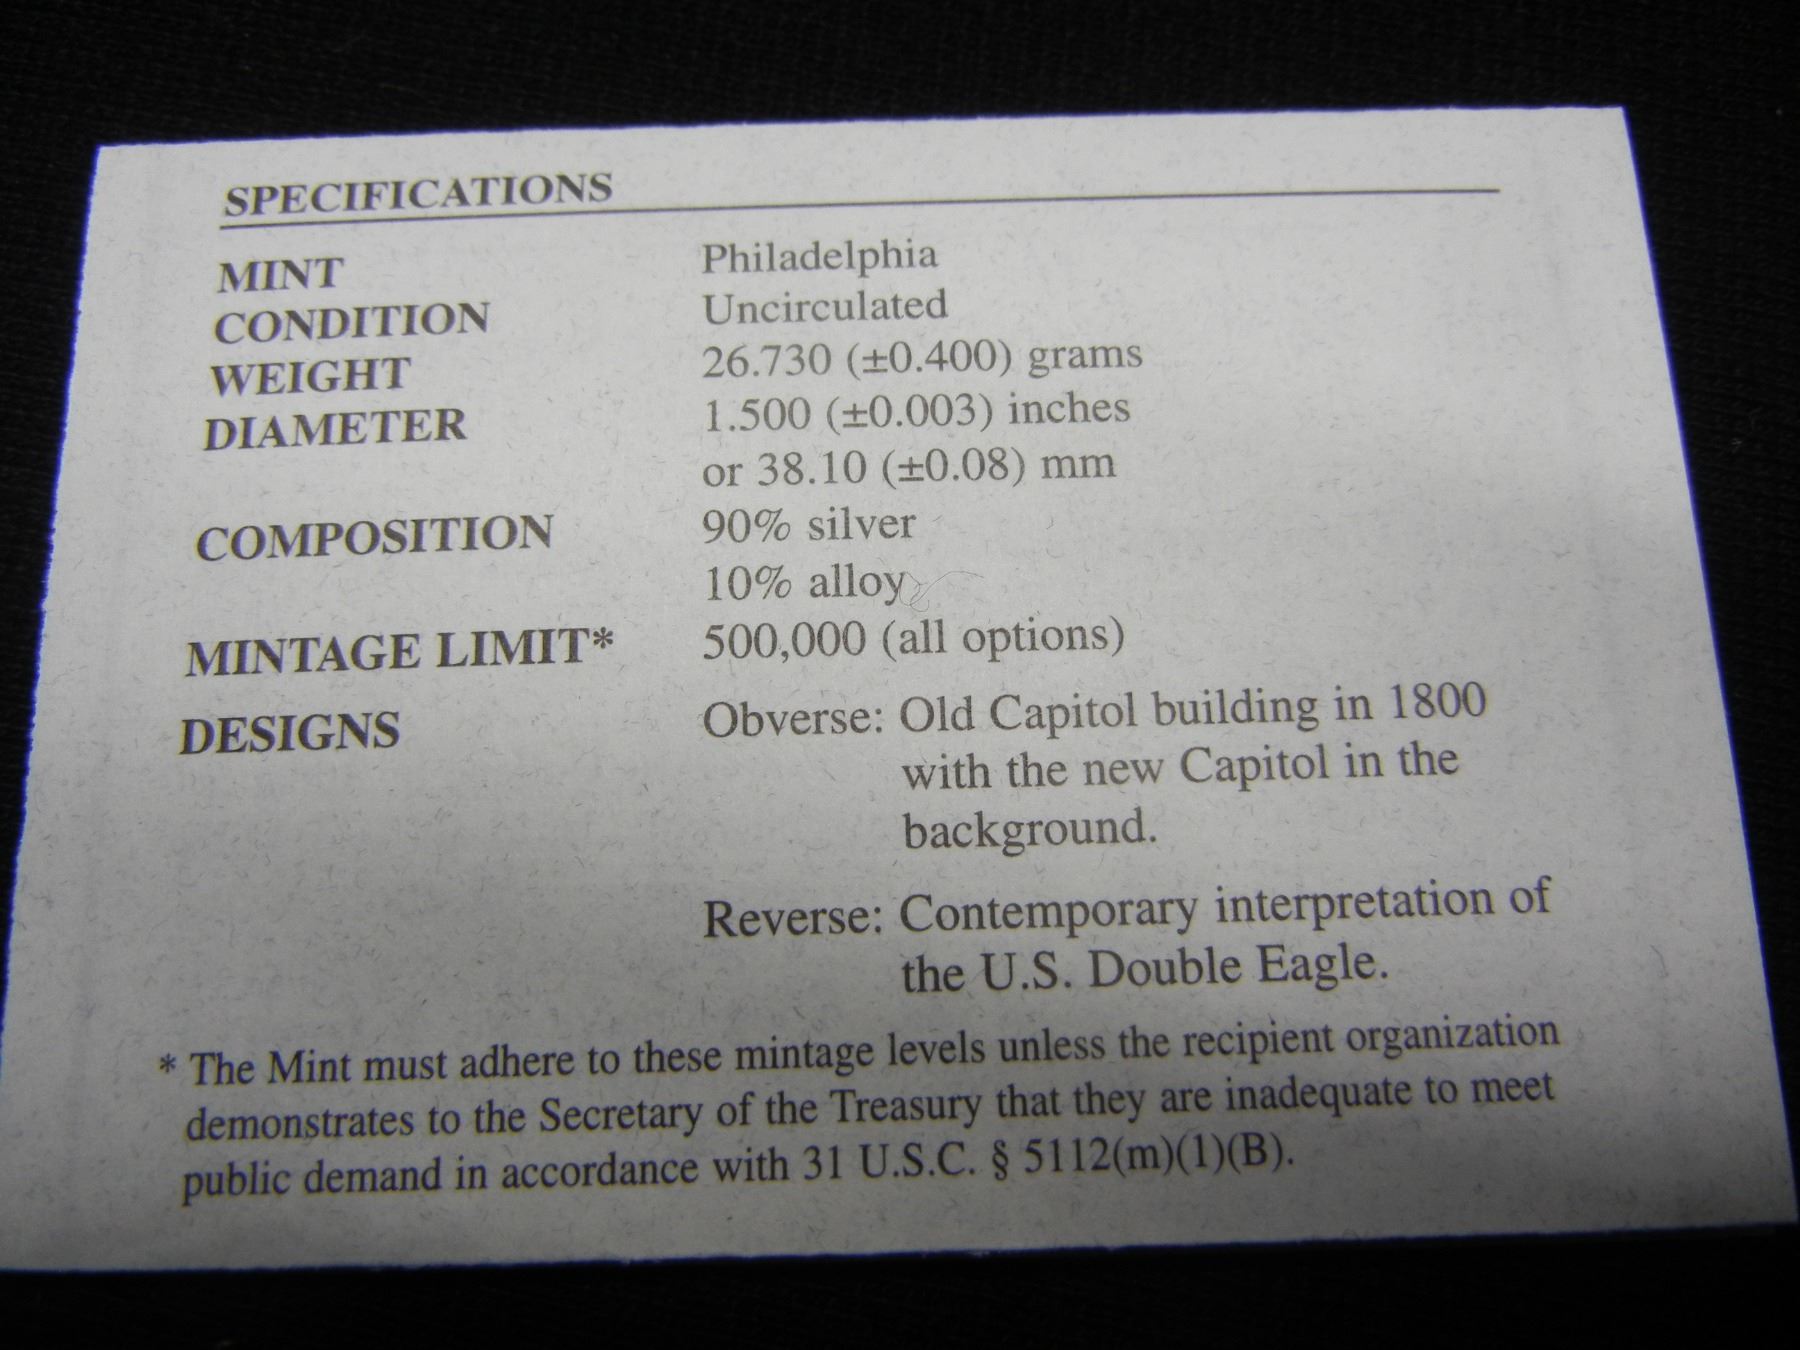 SPECIFICATIONS
MINT Philadelphia
CONDITION Uncirculated
WEIGHT 26.730 (±0.400) grams
DIAMETER 1.500 (±0.003) inches
or 38.10 (±0.08) mm
COMPOSITION 90% silver
10% alloy
MINTAGE LIMIT* 500,000 (all options)
DESIGNS Obverse: Old Capitol building in 1800
with the new Capitol in the
background.
Reverse: Contemporary interpretation of
the U.S. Double Eagle.
* The Mint must adhere to these mintage levels unless the recipient organization
demonstrates to the Secretary of the Treasury that they are inadequate to meet
public demand in accordance with 31 U.S.C. § 5112(m)(1)(B).